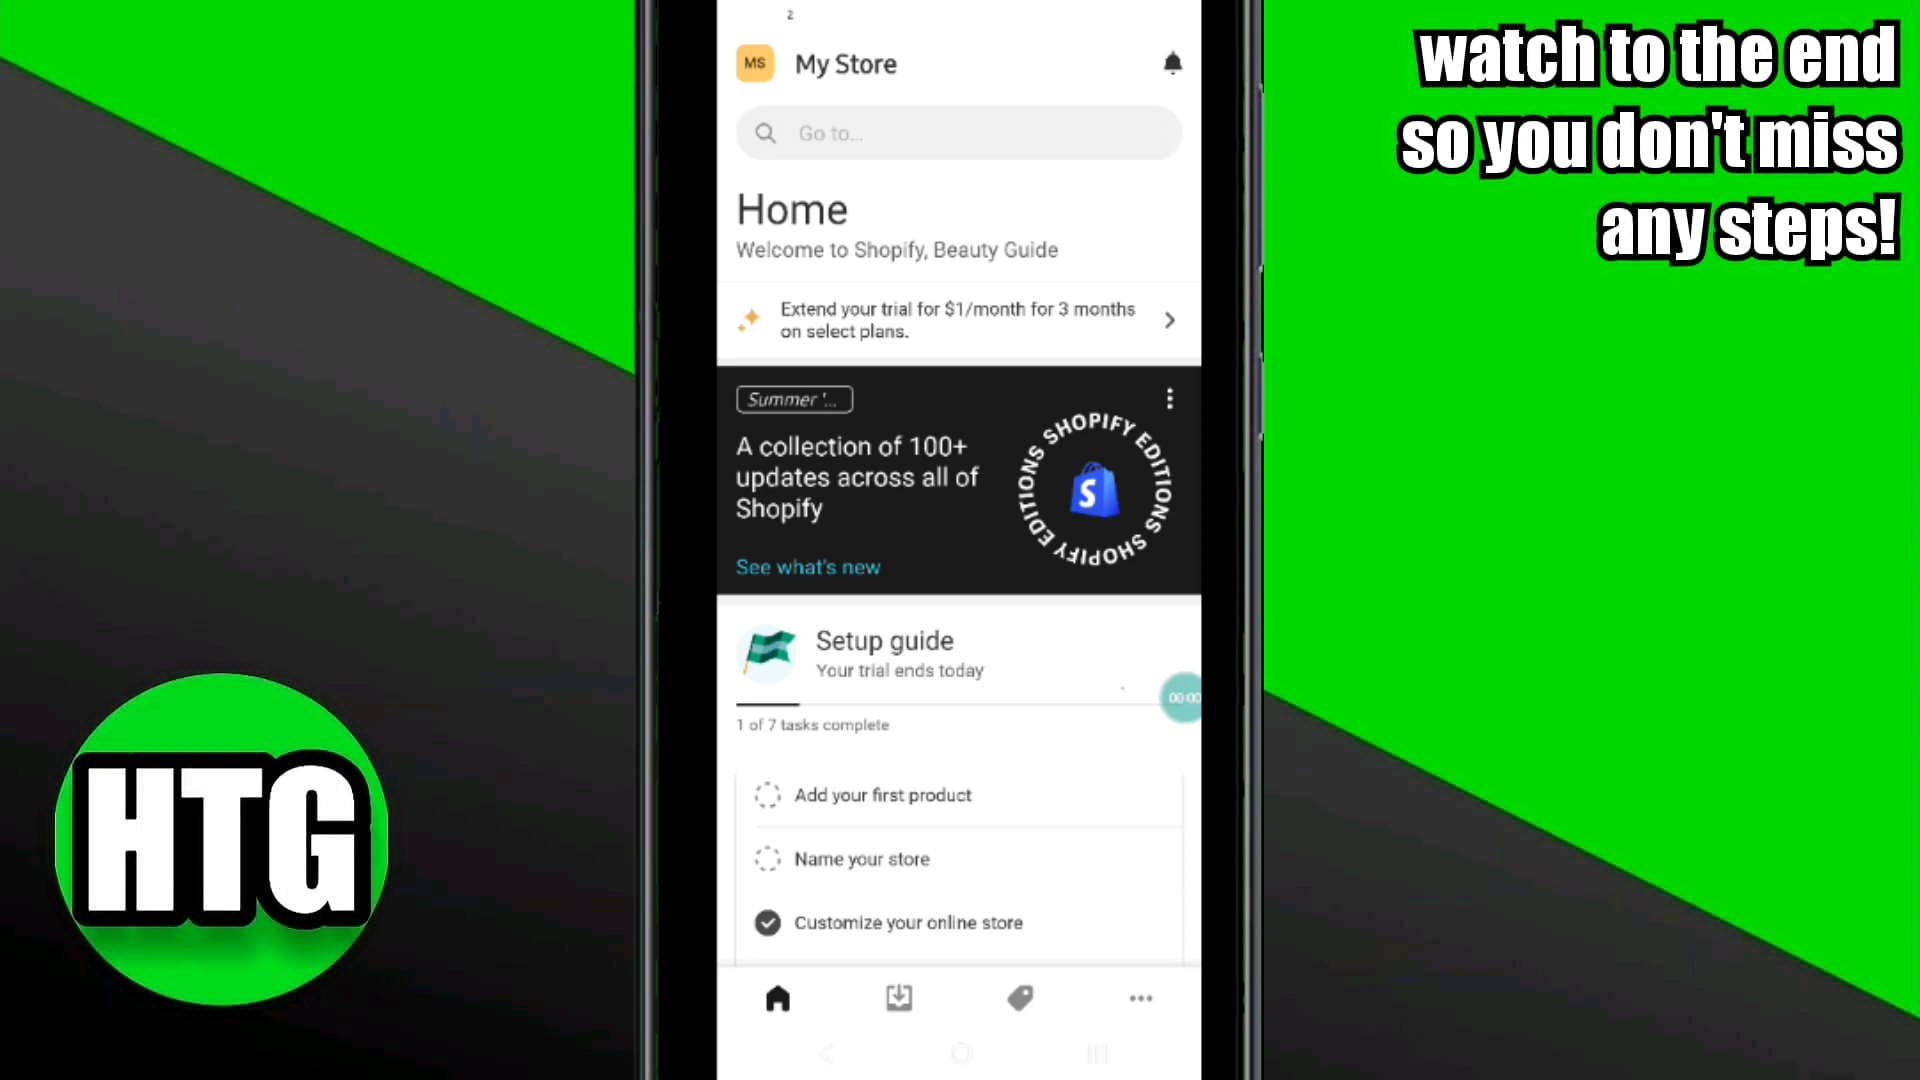 watch to the end
so you don't miss
any steps!
2
MS
My Store
Go to...
Home
Welcome to Shopify, Beauty Guide
Extend your trial for $1/month for 3 months
on select plans.
Summer '...
A collection of 100+
updates across all of
Shopify
See what's new
SHOPIFY EDITIONS SHOPIFY EDITIONS
S
Setup guide
Your trial ends today
00:00
1 of 7 tasks complete
Add your first product
Name your store
Customize your online store
HTG